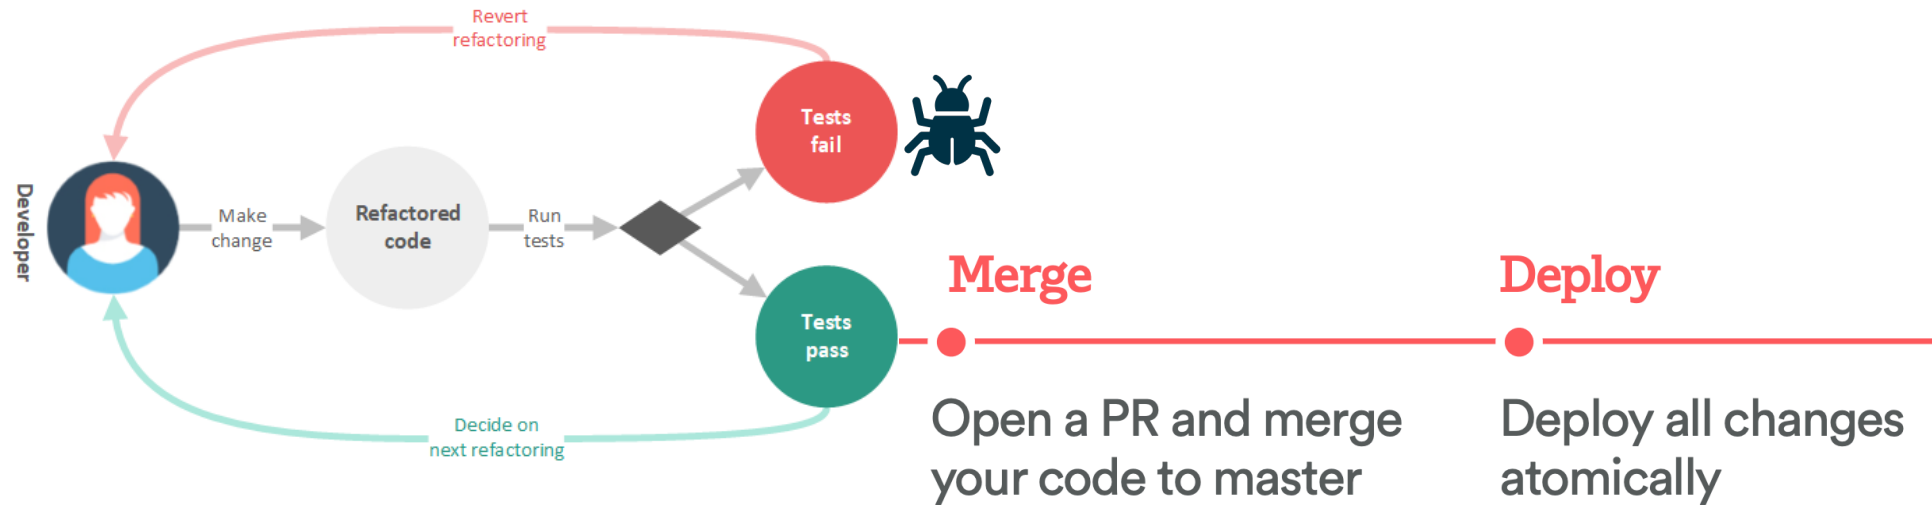 Revert
refactoring
Developer
Make
change
Refactored
code
Run
tests
Tests
fail
Tests
pass
Decide on
next refactoring
Merge
Open a PR and merge
your code to master
Deploy
Deploy all changes
atomically